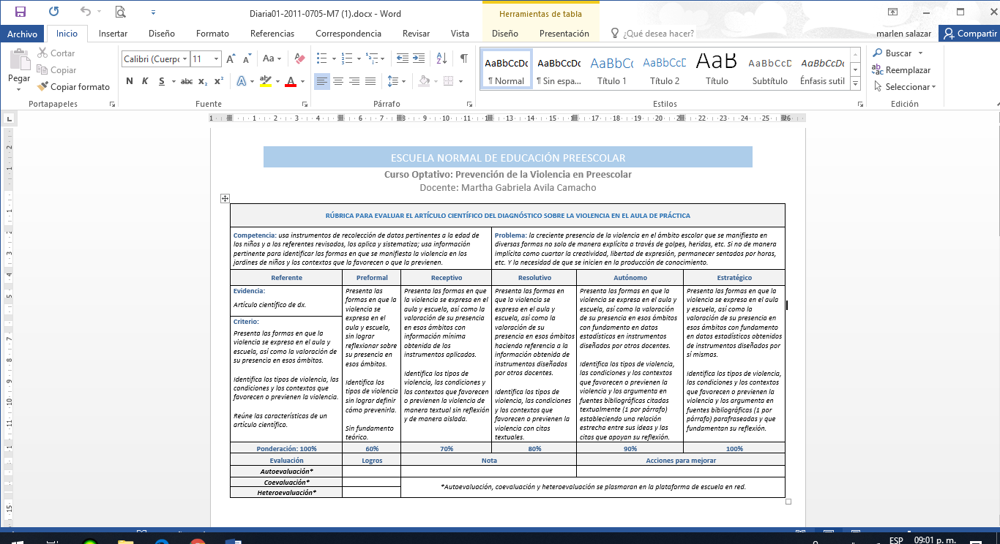 Diaria01-2011-0705-M7 (1).docx - Word
Herramientas de tabla
Archivo Inicio Insertar Diseño Formato Referencias Correspondencia Revisar Vista Diseño Presentación ¿Qué desea hacer? marlen salazar Compartir
Pegar
Cortar
Copiar
Copiar formato
Portapapeles
Calibri (Cuerpo 11
N K S abc x₂ x²
Fuente
Párrafo
AaBbCcDc AaBbCcDc AaBbCc AaBbCcD AaB AaBbCcD AaBbCcDc
¶ Normal ¶ Sin espa... Título 1 Título 2 Título Subtítulo Énfasis sutil
Estilos
Buscar
Reemplazar
Seleccionar
Edición
ESCUELA NORMAL DE EDUCACIÓN PREESCOLAR
Curso Optativo: Prevención de la Violencia en Preescolar
Docente: Martha Gabriela Avila Camacho
RÚBRICA PARA EVALUAR EL ARTÍCULO CIENTÍFICO DEL DIAGNÓSTICO SOBRE LA VIOLENCIA EN EL AULA DE PRÁCTICA
Competencia: usa instrumentos de recolección de datos pertinentes a la edad de
los niños y a los referentes revisados, los aplica y sistematiza; usa información
pertinente para identificar las formas en que se manifiesta la violencia en los
jardines de niños y los contextos que la favorecen o que la previenen.
Problema: la creciente presencia de la violencia en el ámbito escolar que se manifiesta en
diversas formas no solo de manera explícita a través de golpes, heridas, etc. Si no de manera
implícita como cuartar la creatividad, libertad de expresión, permanecer sentados por horas,
etc. Y la necesidad de que se inicien en la producción de conocimiento.
Referente Preformal Receptivo Resolutivo Autónomo Estratégico
Evidencia:
Artículo científico de dx.
Criterio:
Presenta las formas en que la
violencia se expresa en el aula y
escuela, así como la valoración de
su presencia en esos ámbitos.
Identifica los tipos de violencia, las
condiciones y los contextos que
favorecen o previenen la violencia.
Reúne las características de un
artículo científico.
Presenta las
formas en que la
violencia se
expresa en el
aula y escuela,
sin lograr
reflexionar sobre
su presencia en
esos ámbitos.
Identifica los
tipos de violencia
sin lograr definir
cómo prevenirla.
Sin fundamento
teórico.
Presenta las formas en que
la violencia se expresa en el
aula y escuela, así como la
valoración de su presencia
en esos ámbitos con
información mínima
obtenida de los
instrumentos aplicados.
Identifica los tipos de
violencia, las condiciones y
los contextos que favorecen
o previenen la violencia de
manera textual sin reflexión
y de manera aislada.
Presenta las formas en
que la violencia se
expresa en el aula y
escuela, así como la
valoración de su
presencia en esos ámbitos
haciendo referencia a la
información obtenida de
instrumentos diseñados
por otros docentes.
Identifica los tipos de
violencia, las condiciones
y los contextos que
favorecen o previenen la
violencia con citas
textuales.
Presenta las formas en que la
violencia se expresa en el aula y
escuela, así como la valoración
de su presencia en esos ámbitos
con fundamento en datos
estadísticos en instrumentos
diseñados por otros docentes.
Identifica los tipos de violencia,
las condiciones y los contextos
que favorecen o previenen la
violencia y los argumenta en
fuentes bibliográficas citadas
textualmente (1 por párrafo)
estableciendo una relación
estrecha entre sus ideas y las
citas que apoyan su reflexión.
Presenta las formas en que la
violencia se expresa en el aula
y escuela, así como la
valoración de su presencia en
esos ámbitos con fundamento
en datos estadísticos obtenidos
de instrumentos diseñados por
sí mismas.
Identifica los tipos de violencia,
las condiciones y los contextos
que favorecen o previenen la
violencia y los argumenta en
fuentes bibliográficas (1 por
párrafo) parafraseadas y que
fundamentan su reflexión.
Ponderación: 100% 60% 70% 80% 90% 100%
Evaluación Logros Nota Acciones para mejorar
Autoevaluación*
Coevaluación*
Heteroevaluación*
*Autoevaluación, coevaluación y heteroevaluación se plasmaran en la plataforma de escuela en red.
ESP 09:01 p. m.